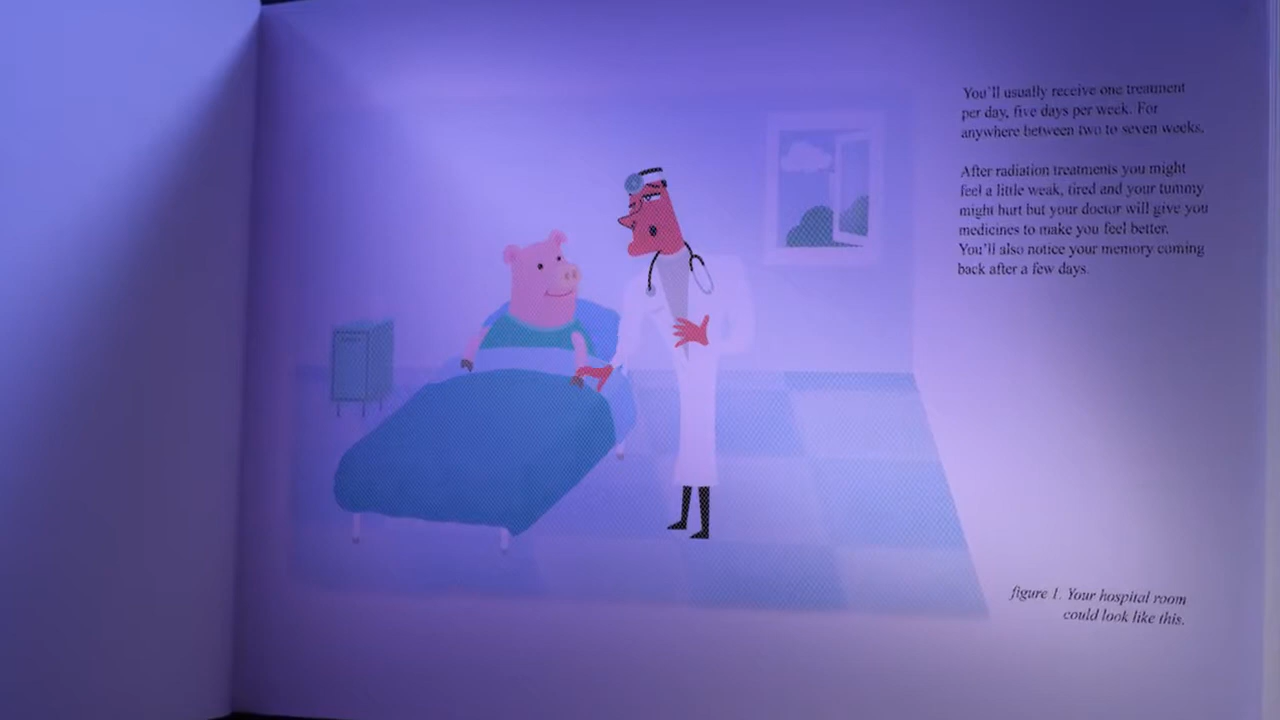 You'll usually receive one treatment
per day, five days per week. For
anywhere between two to seven weeks.
After radiation treatments you might
feel a little weak, tired and your tummy
might hurt but your doctor will give you
medicines to make you feel better.
You'll also notice your memory coming
back after a few days.
figure 1. Your hospital room
could look like this.